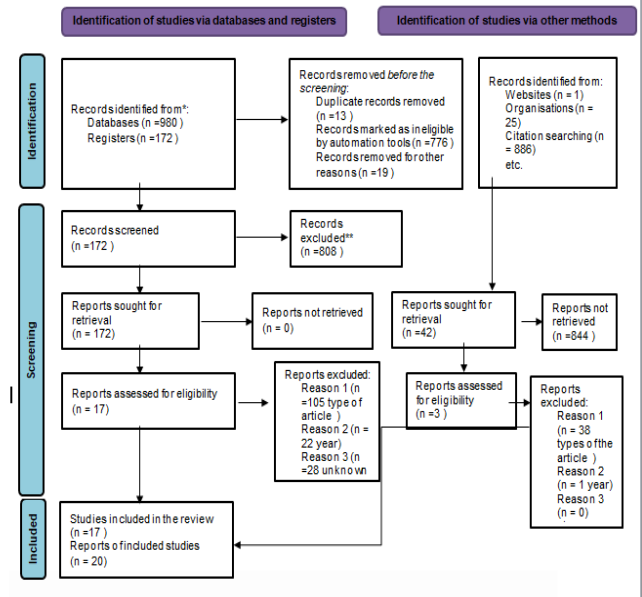 Identification of studies via databases and registers
Identification of studies via other methods
Identification
Records identified from*:
Databases (n =980)
Registers (n =172 )
Records removed before the
screening:
Duplicate records removed
(n =13 )
Records marked as ineligible
by automation tools (n =776)
Records removed for other
reasons (n =19 )
Records identified from:
Websites (n = 1)
Organisations (n =
25)
Citation searching (n
= 886)
etc.
Screening
Records screened
(n =172 )
Records
excluded**
(n =808 )
Reports sought for
retrieval
(n = 172)
Reports not retrieved
(n = 0)
Reports sought for
retrieval
(n =42)
Reports not
retrieved
(n =844 )
Reports assessed for eligibility
(n = 17)
Reports excluded:
Reason 1 (n
=105 type of
article )
Reason 2 (n =
22 year)
Reason 3 (n
=28 unknown
Reports assessed
for eligibility
(n =3 )
Reports
excluded:
Reason 1
(n = 38
types of the
article )
Reason 2
(n = 1 year)
Reason 3
(n = 0)
Included
Studies included in the review
(n =17 )
Reports of included studies
(n = 20)